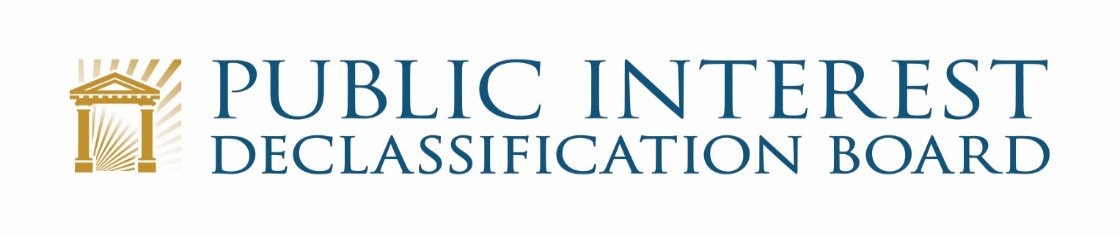 PUBLIC INTEREST
DECLASSIFICATION BOARD